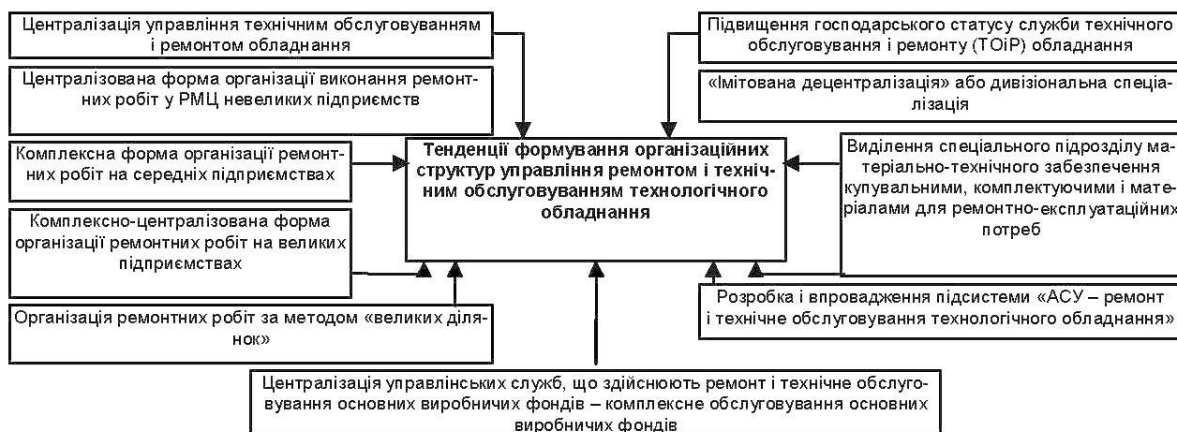 Централізація управління технічним обслуговуванням
і ремонтом обладнання
Централізована форма організації виконання ремонт-
них робіт у РМЦ невеликих підприємств
Комплексна форма організації ремонт-
них робіт на середніх підприємствах
Комплексно-централізована форма
організації ремонтних робіт на великих
підприємствах
Організація ремонтних робіт за методом «великих діля-
нок»
Тенденції формування організаційних
структур управління ремонтом і техніч-
ним обслуговуванням технологічного
обладнання
Підвищення господарського статусу служби технічного
обслуговування і ремонту (ТОіР) обладнання
«Імітована децентралізація» або дивизіональна спеціа-
лізація
Виділення спеціального підрозділу ма-
теріально-технічного забезпечення
купувальними, комплектуючими і мате-
ріалами для ремонтно-експлуатаційних
потреб
Розробка і впровадження підсистеми «АСУ – ремонт
і технічне обслуговування технологічного обладнання»
Централізація управлінських служб, що здійснюють ремонт і технічне обслуго-
вування основних виробничих фондів – комплексне обслуговування основних
виробничих фондів